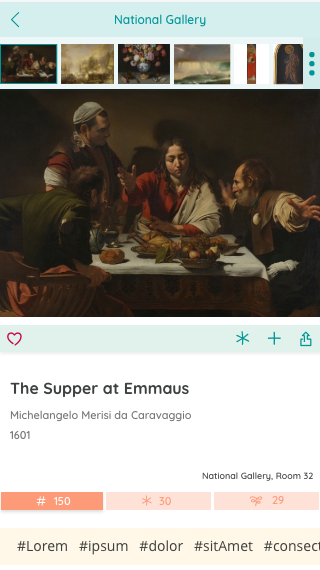 National Gallery
The Supper at Emmaus
Michelangelo Merisi da Caravaggio
1601
National Gallery, Room 32
# 150
30
29
#Lorem #ipsum #dolor #sitAmet #consect